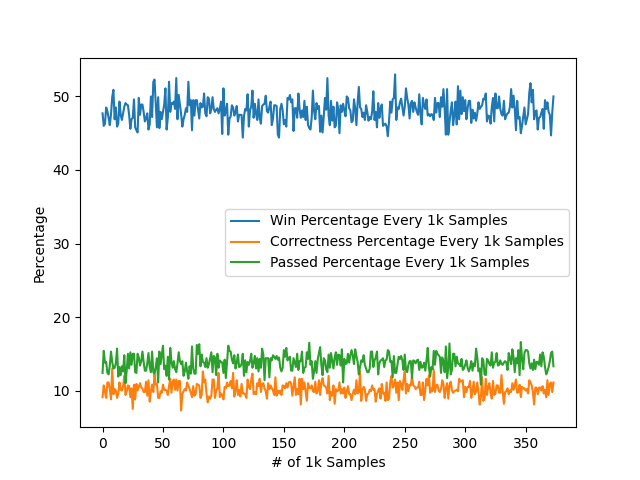 50
40
30
20
10
Percentage
Win Percentage Every 1k Samples
Correctness Percentage Every 1k Samples
Passed Percentage Every 1k Samples
0 50 100 150 200 250 300 350
# of 1k Samples